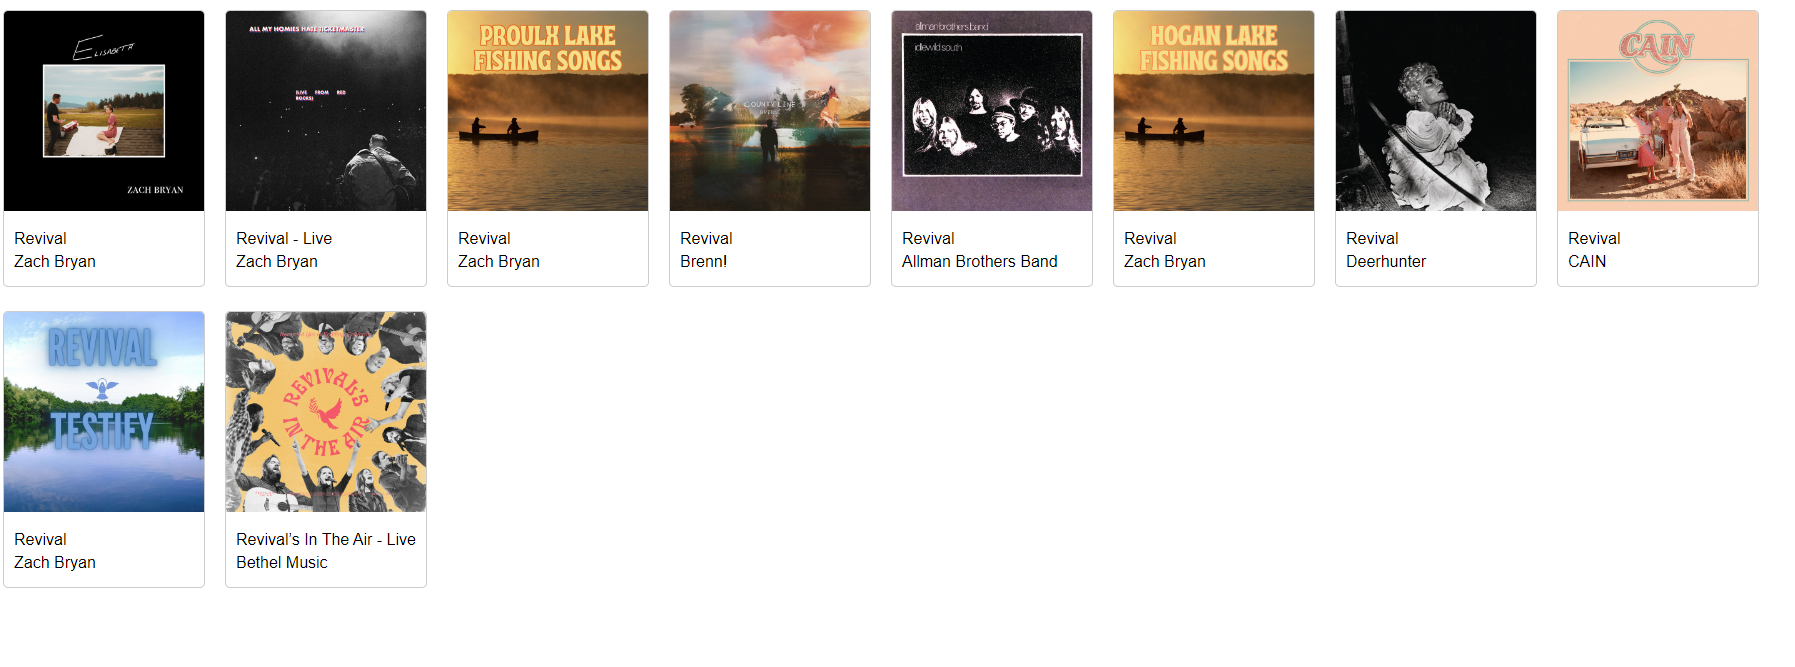 ELISABETH
ZACH BRYAN
Revival
Zach Bryan
ALL MY HOMIES HATE TICKETMASTER
(LIVE FROM RED
ROCKS)
Revival - Live
Zach Bryan
PROULX LAKE
FISHING SONGS
Revival
Zach Bryan
COUNTY LINE
Revival
Brenn!
allman brothers band
idlewild south
Revival
Allman Brothers Band
HOGAN LAKE
FISHING SONGS
Revival
Zach Bryan
Revival
Deerhunter
CAIN
Revival
CAIN
REVIVAL
TESTIFY
Revival
Zach Bryan
REVIVAL'S
IN THE AIR
Revival’s In The Air - Live
Bethel Music